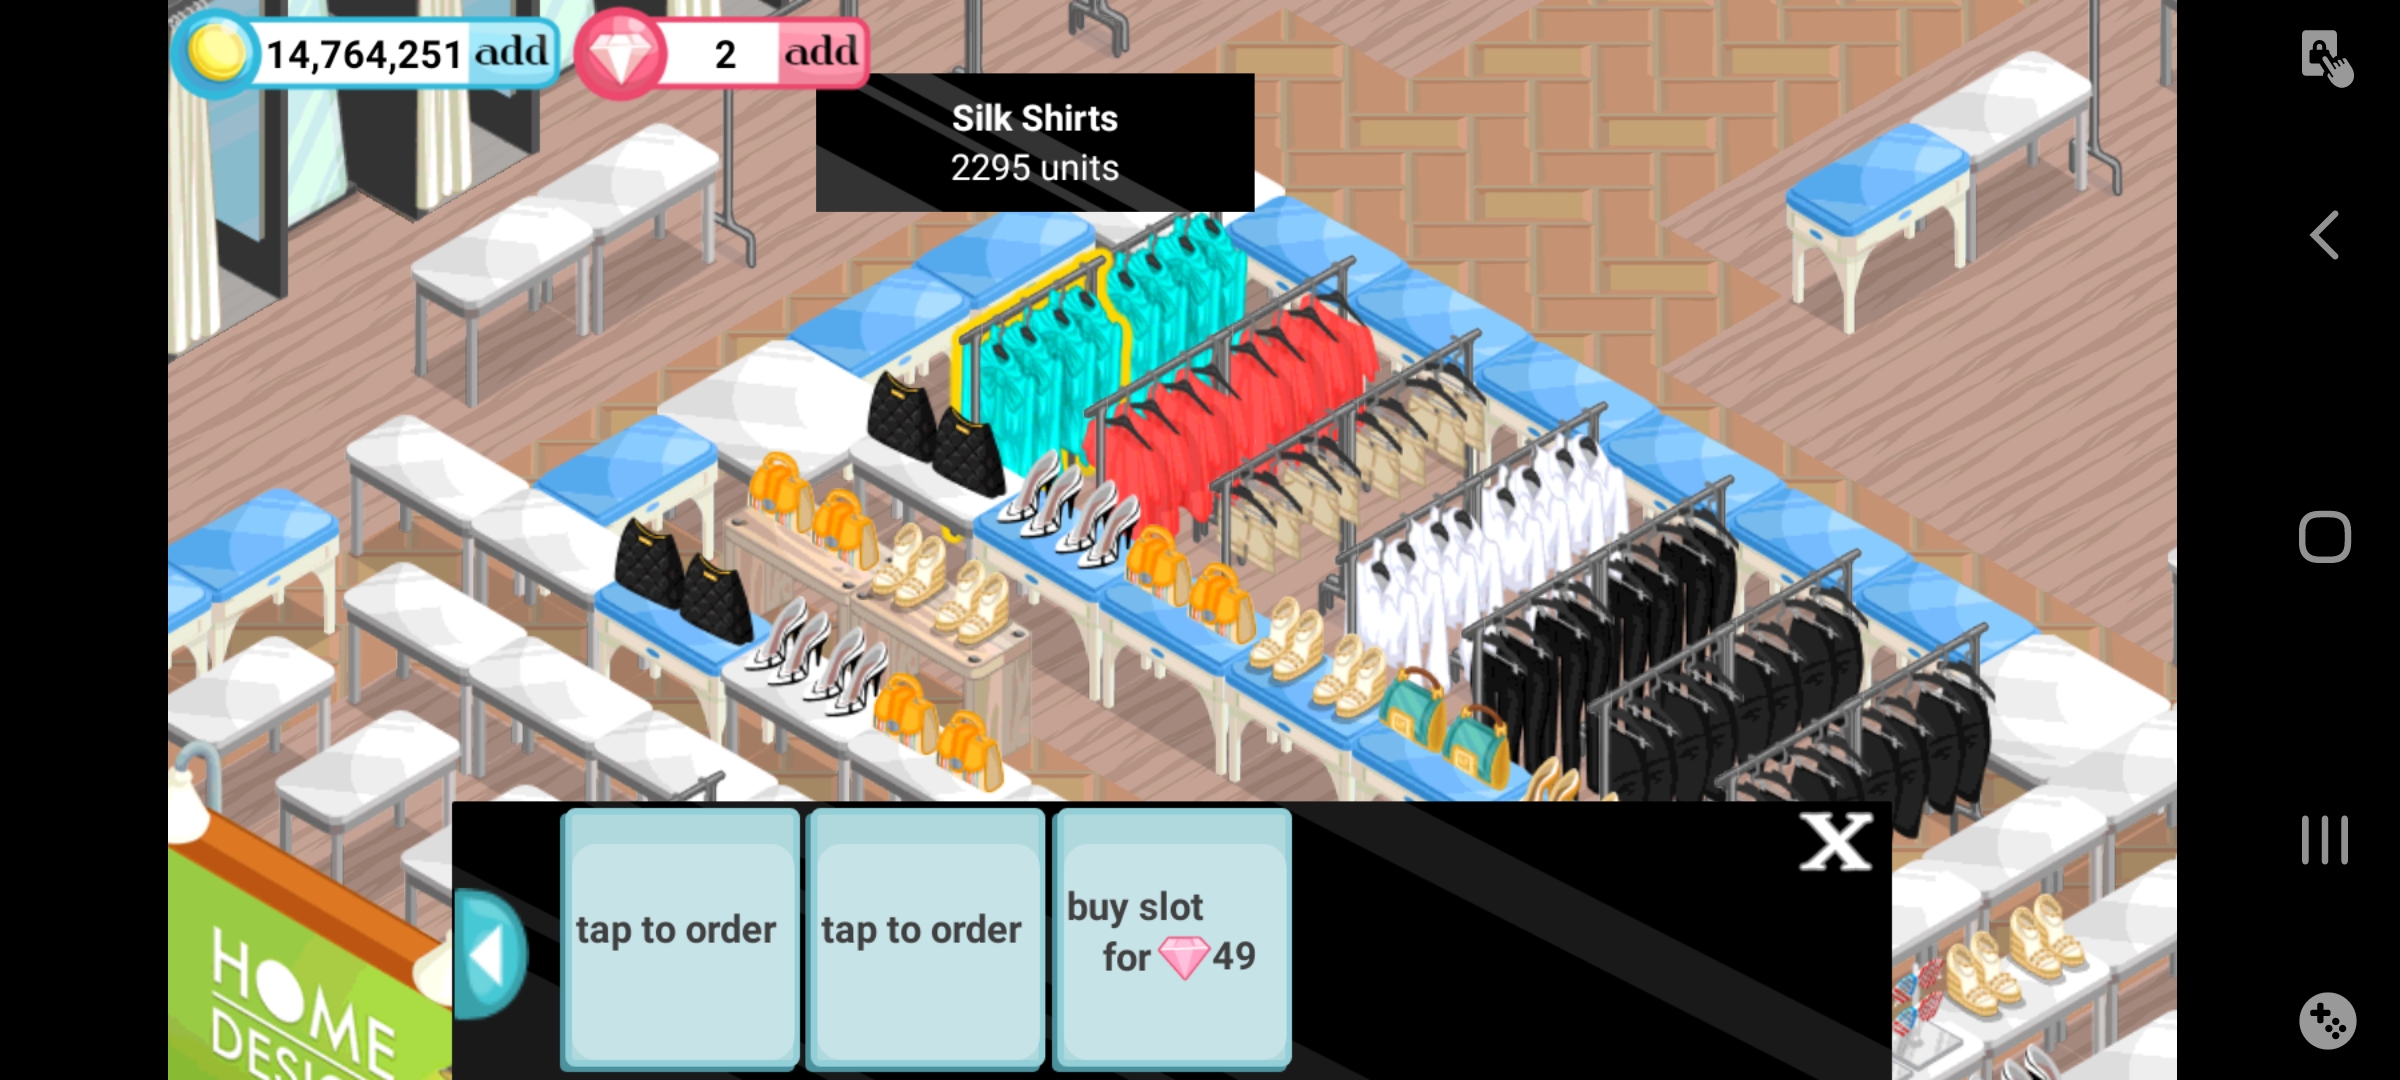 14,764,251 add
2 add
Silk Shirts
2295 units
tap to order
tap to order
buy slot
for 49
X
HOME